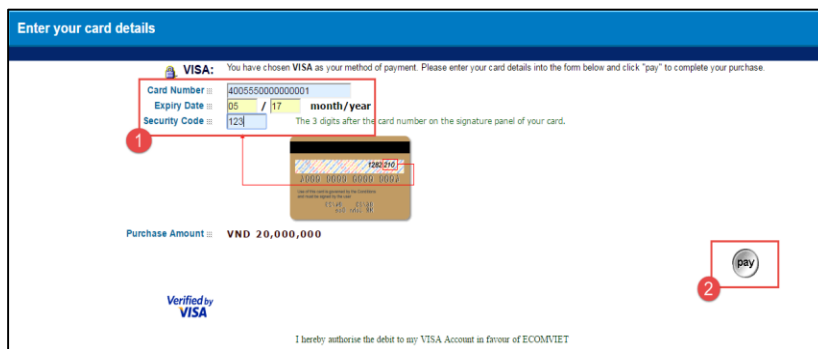 Enter your card details
VISA: You have chosen VISA as your method of payment. Please enter your card details into the form below and click "pay" to complete your purchase.
Card Number 4005550000000001
Expiry Date 05 / 17 month/year
Security Code 123 The 3 digits after the card number on the signature panel of your card.
1
1282 210
Purchase Amount VND 20,000,000
pay
2
Verified by
VISA
I hereby authorise the debit to my VISA Account in favour of ECOMVIET